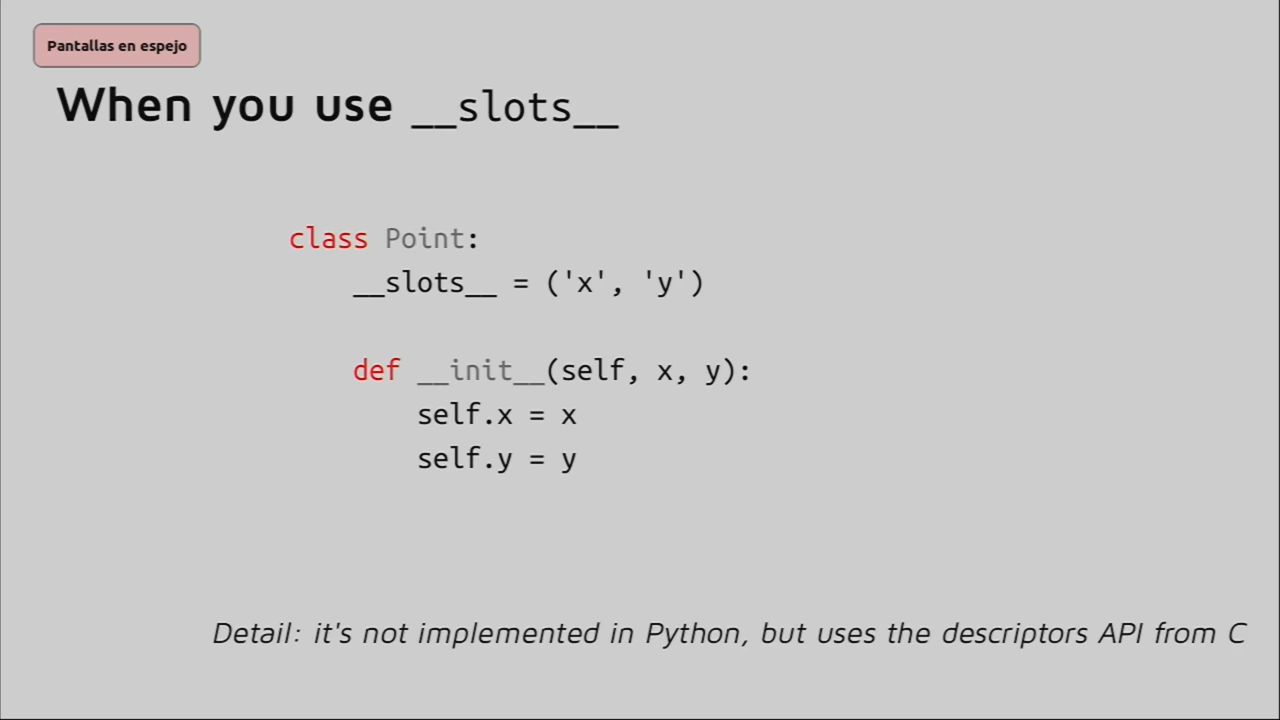 Pantallas en espejo
When you use __slots__
class Point:
    __slots__ = ('x', 'y')
    def __init__(self, x, y):
        self.x = x
        self.y = y
Detail: it's not implemented in Python, but uses the descriptors API from C